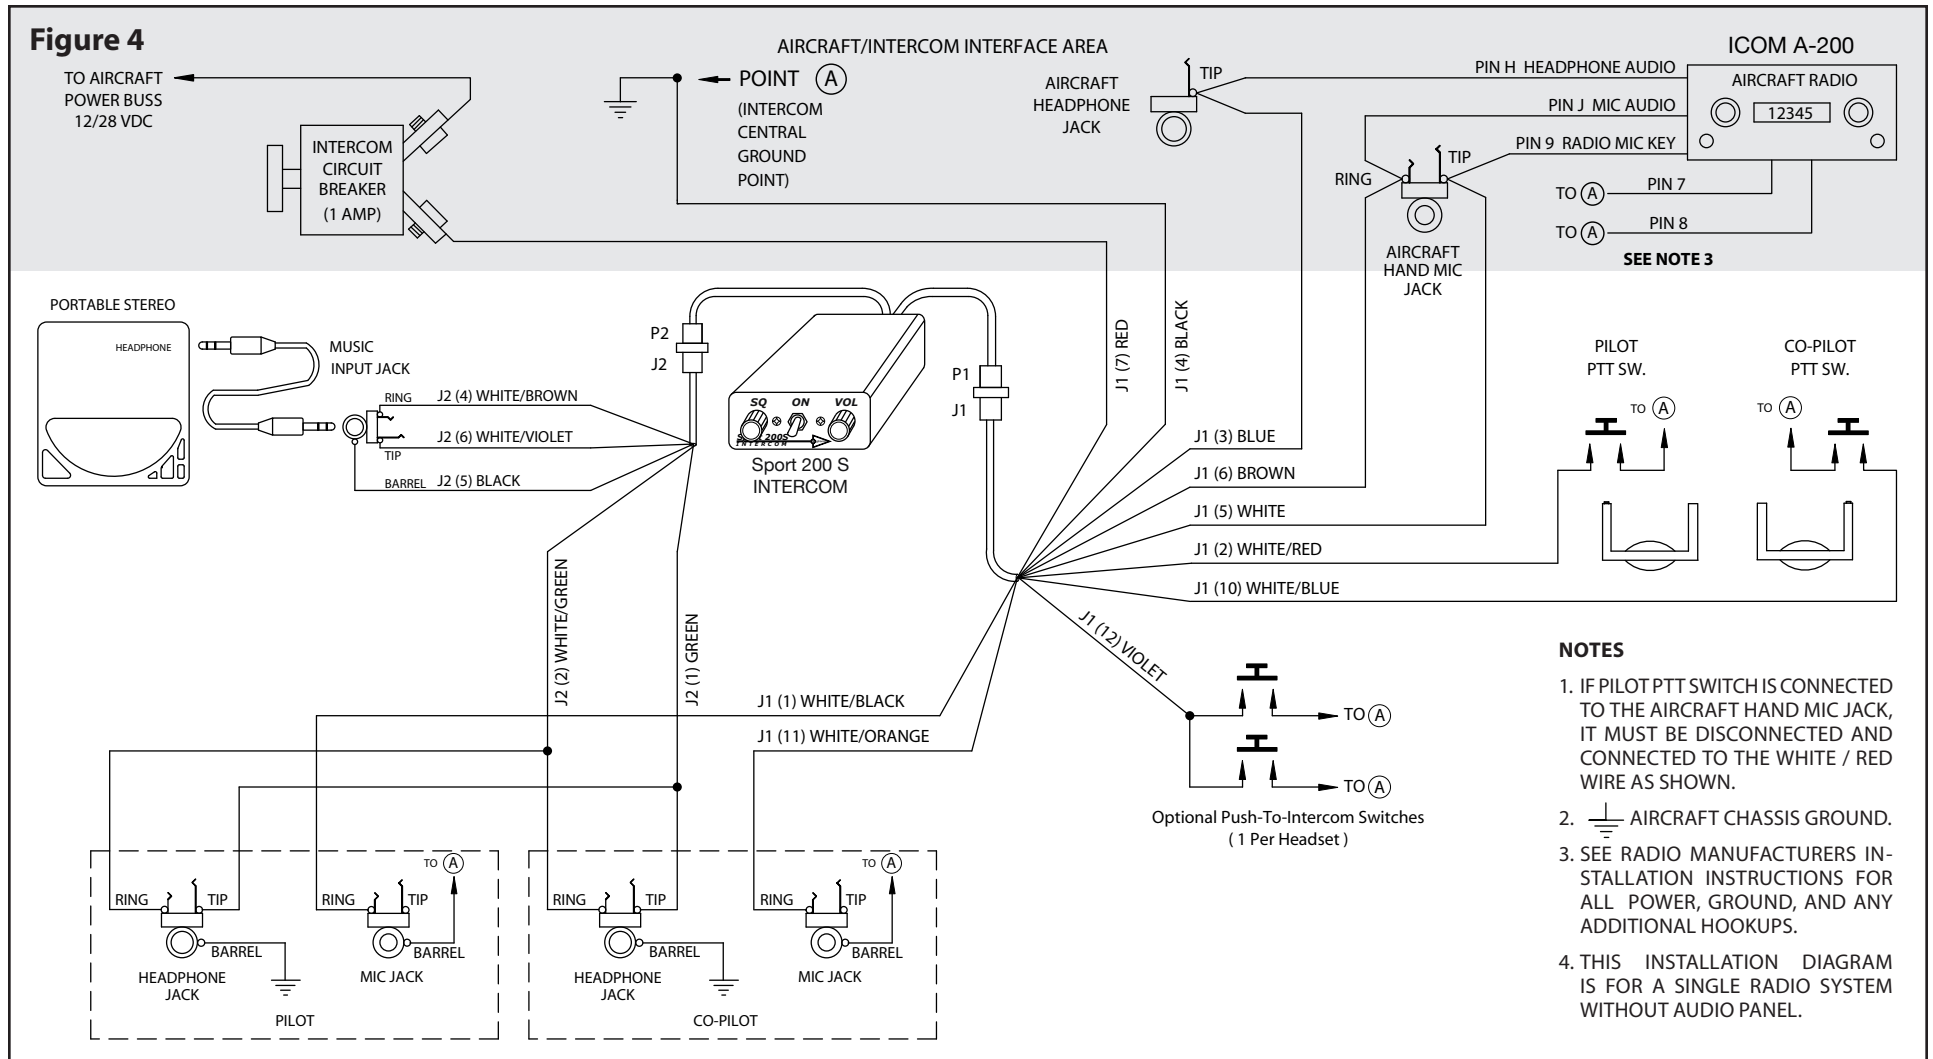 Figure 4
AIRCRAFT/INTERCOM INTERFACE AREA
TO AIRCRAFT
POWER BUSS
12/28 VDC
INTERCOM
CIRCUIT
BREAKER
(1 AMP)
POINT A
(INTERCOM
CENTRAL
GROUND
POINT)
AIRCRAFT
HEADPHONE
JACK
TIP
ICOM A-200
AIRCRAFT RADIO
12345
PIN H HEADPHONE AUDIO
PIN J MIC AUDIO
PIN 9 RADIO MIC KEY
TIP
RING
AIRCRAFT
HAND MIC
JACK
TO A PIN 7
TO A PIN 8
SEE NOTE 3
PORTABLE STEREO
HEADPHONE
MUSIC
INPUT JACK
RING J2 (4) WHITE/BROWN
J2 (6) WHITE/VIOLET
TIP
BARREL J2 (5) BLACK
P2
J2
SQ ON VOL
INTERCOM
Sport 200 S
INTERCOM
P1
J1
J1 (7) RED
J1 (4) BLACK
J1 (3) BLUE
J1 (6) BROWN
J1 (5) WHITE
J1 (2) WHITE/RED
J1 (10) WHITE/BLUE
PILOT
PTT SW.
TO A
CO-PILOT
PTT SW.
TO A
J1 (12) VIOLET
TO A
TO A
Optional Push-To-Intercom Switches
( 1 Per Headset )
J2 (2) WHITE/GREEN
J2 (1) GREEN
J1 (1) WHITE/BLACK
J1 (11) WHITE/ORANGE
RING TIP
BARREL
HEADPHONE
JACK
TO A
RING TIP
BARREL
MIC JACK
PILOT
RING TIP
BARREL
HEADPHONE
JACK
TO A
RING TIP
BARREL
MIC JACK
CO-PILOT
NOTES
1. IF PILOT PTT SWITCH IS CONNECTED
TO THE AIRCRAFT HAND MIC JACK,
IT MUST BE DISCONNECTED AND
CONNECTED TO THE WHITE / RED
WIRE AS SHOWN.
2. AIRCRAFT CHASSIS GROUND.
3. SEE RADIO MANUFACTURERS IN-
STALLATION INSTRUCTIONS FOR
ALL POWER, GROUND, AND ANY
ADDITIONAL HOOKUPS.
4. THIS INSTALLATION DIAGRAM
IS FOR A SINGLE RADIO SYSTEM
WITHOUT AUDIO PANEL.